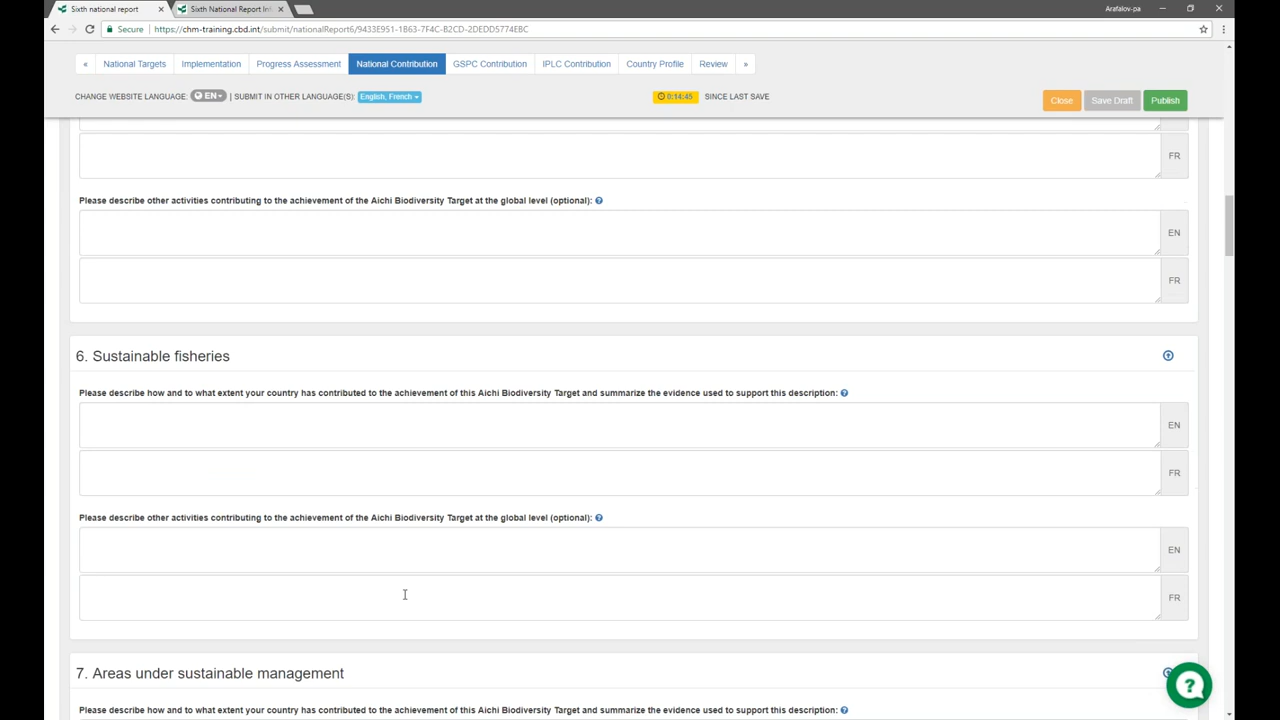 Sixth national report
Sixth National Report Inf
Arafalov-pa
Secure https://chm-training.cbd.int/submit/nationalReport6/9433E951-1B63-7F4C-B2CD-2DEDD5774EBC
« National Targets Implementation Progress Assessment National Contribution GSPC Contribution IPLC Contribution Country Profile Review »
CHANGE WEBSITE LANGUAGE: EN | SUBMIT IN OTHER LANGUAGE(S): English, French
0:14:45 SINCE LAST SAVE
Close Save Draft Publish
FR
Please describe other activities contributing to the achievement of the Aichi Biodiversity Target at the global level (optional): ?
EN
FR
6. Sustainable fisheries
Please describe how and to what extent your country has contributed to the achievement of this Aichi Biodiversity Target and summarize the evidence used to support this description: ?
EN
FR
Please describe other activities contributing to the achievement of the Aichi Biodiversity Target at the global level (optional): ?
EN
FR
7. Areas under sustainable management
Please describe how and to what extent your country has contributed to the achievement of this Aichi Biodiversity Target and summarize the evidence used to support this description: ?
?